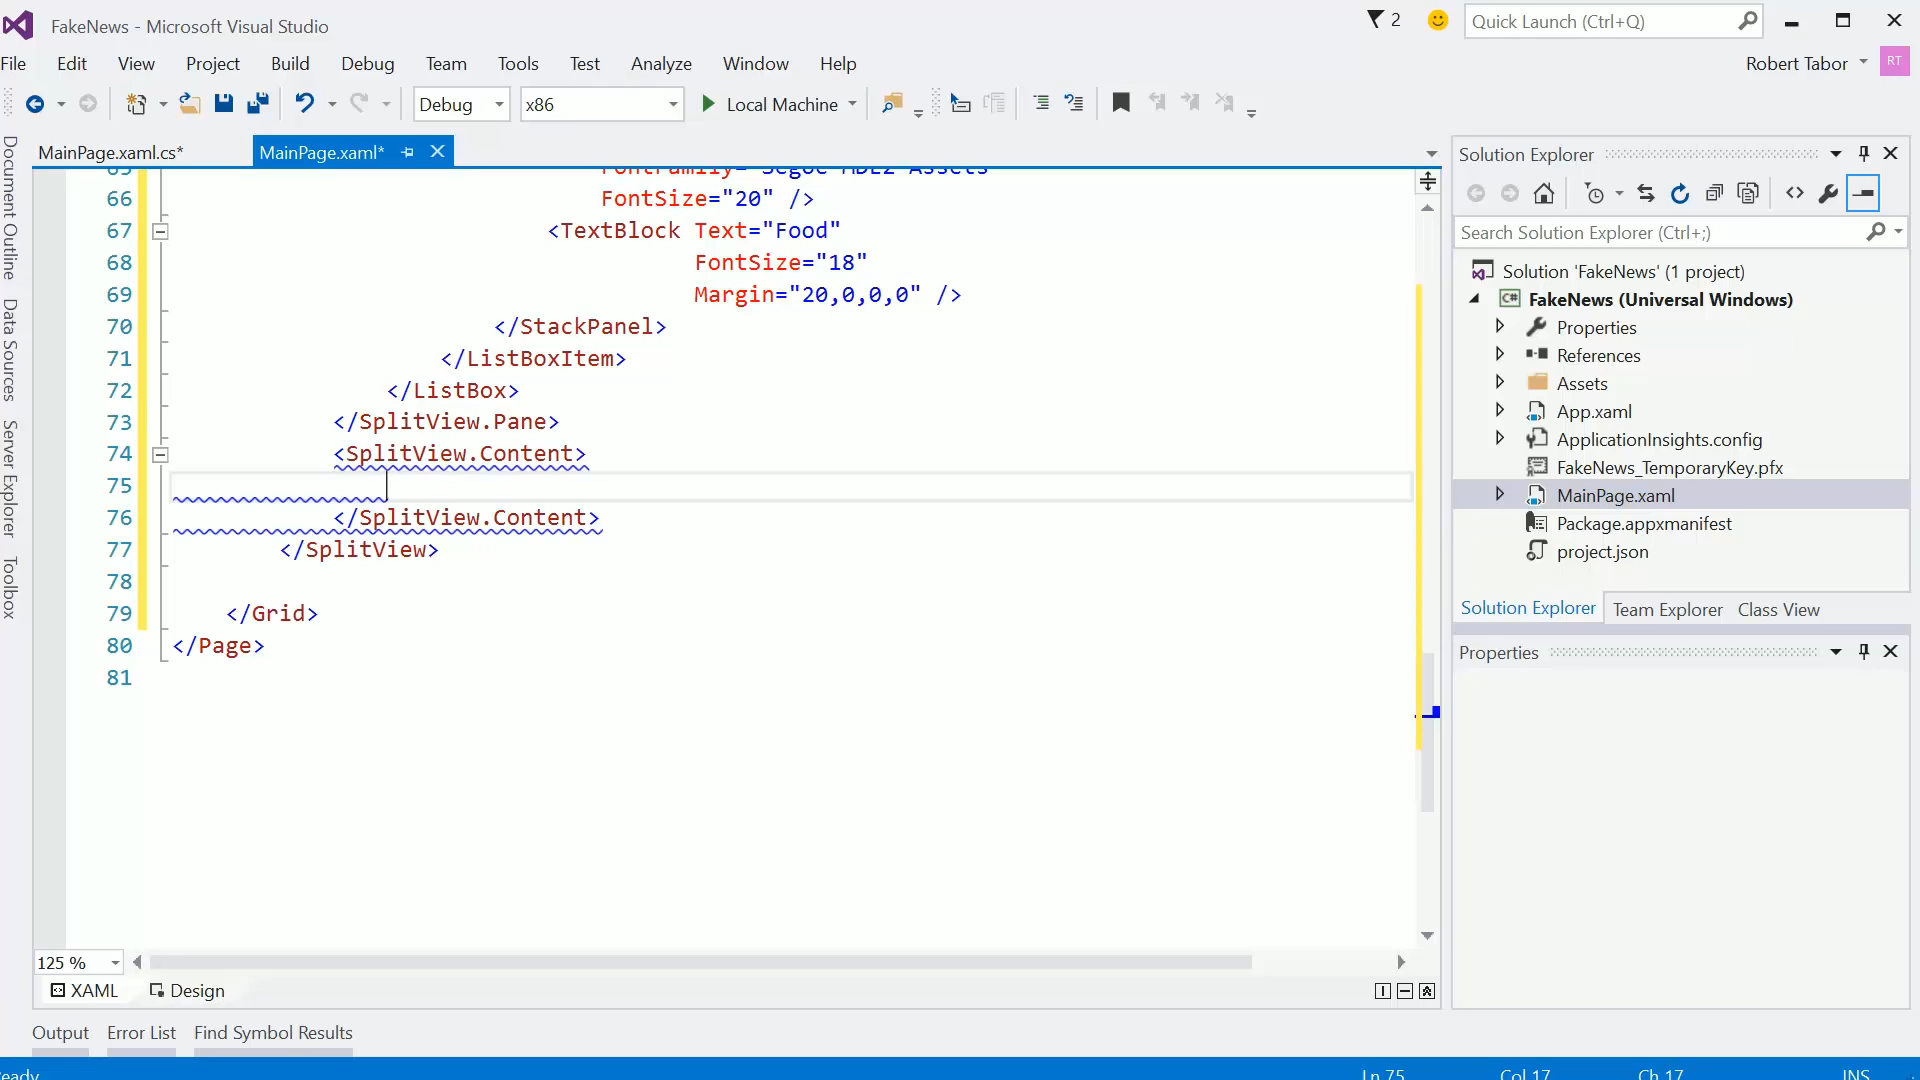 FakeNews - Microsoft Visual Studio
2
Quick Launch (Ctrl+Q)
File Edit View Project Build Debug Team Tools Test Analyze Window Help
Robert Tabor
RT
Debug
x86
Local Machine
MainPage.xaml.cs*
MainPage.xaml*
Document Outline
Data Sources
Server Explorer
Toolbox
66 FontSize="20" />
67 <TextBlock Text="Food"
68 FontSize="18"
69 Margin="20,0,0,0" />
70 </StackPanel>
71 </ListBoxItem>
72 </ListBox>
73 </SplitView.Pane>
74 <SplitView.Content>
75
76 </SplitView.Content>
77 </SplitView>
78
79 </Grid>
80 </Page>
81
125 %
XAML
Design
Output Error List Find Symbol Results
Ln 75 Col 17 Ch 17 INS
Solution Explorer
Search Solution Explorer (Ctrl+;)
Solution 'FakeNews' (1 project)
C# FakeNews (Universal Windows)
Properties
References
Assets
App.xaml
ApplicationInsights.config
FakeNews_TemporaryKey.pfx
MainPage.xaml
Package.appxmanifest
project.json
Solution Explorer Team Explorer Class View
Properties